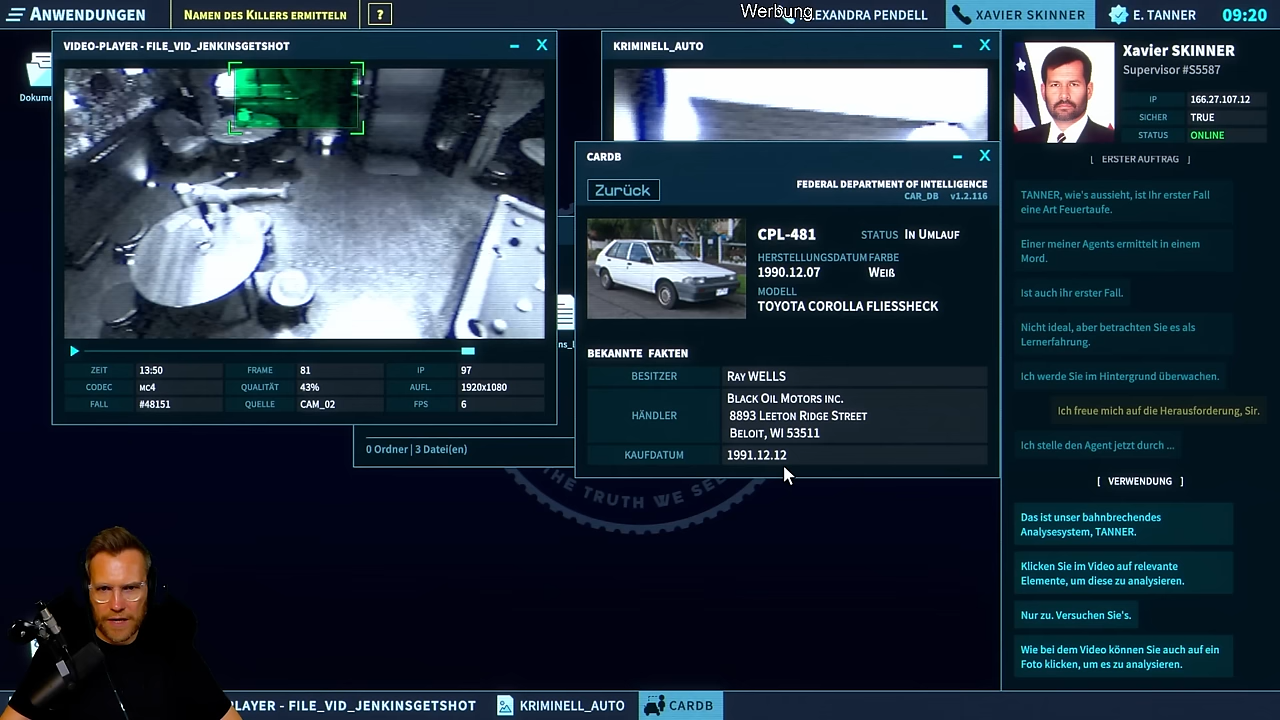 ANWENDUNGEN
NAMEN DES KILLERS ERMITTELN
?
Werbung
LEXANDRA PENDELL
XAVIER SKINNER
E. TANNER
09:20
VIDEO-PLAYER - FILE_VID_JENKINSGETSHOT
– X
ZEIT 13:50 FRAME 81 IP 97
CODEC MC4 QUALITÄT 43% AUFL. 1920x1080
FALL #48151 QUELLE CAM_02 FPS 6
Dokume
0 Ordner | 3 Datei(en)
KRIMINELL_AUTO
– X
CARDB
– X
Zurück
FEDERAL DEPARTMENT OF INTELLIGENCE
CAR_DB v1.2.116
CPL-481 STATUS IN UMLAUF
HERSTELLUNGSDATUM FARBE
1990.12.07 WEIß
MODELL
TOYOTA COROLLA FLIESSHECK
BEKANNTE FAKTEN
BESITZER RAY WELLS
HÄNDLER BLACK OIL MOTORS INC.
8893 LEETON RIDGE STREET
BELOIT, WI 53511
KAUFDATUM 1991.12.12
THE TRUTH WE SE
Xavier SKINNER
Supervisor #S5587
IP 166.27.107.12
SICHER TRUE
STATUS ONLINE
[ ERSTER AUFTRAG ]
TANNER, wie's aussieht, ist Ihr erster Fall
eine Art Feuertaufe.
Einer meiner Agents ermittelt in einem
Mord.
Ist auch ihr erster Fall.
Nicht ideal, aber betrachten Sie es als
Lernerfahrung.
Ich werde Sie im Hintergrund überwachen.
Ich freue mich auf die Herausforderung, Sir.
Ich stelle den Agent jetzt durch ...
[ VERWENDUNG ]
Das ist unser bahnbrechendes
Analysesystem, TANNER.
Klicken Sie im Video auf relevante
Elemente, um diese zu analysieren.
Nur zu. Versuchen Sie's.
Wie bei dem Video können Sie auch auf ein
Foto klicken, um es zu analysieren.
PLAYER - FILE_VID_JENKINSGETSHOT
KRIMINELL_AUTO
CARDB